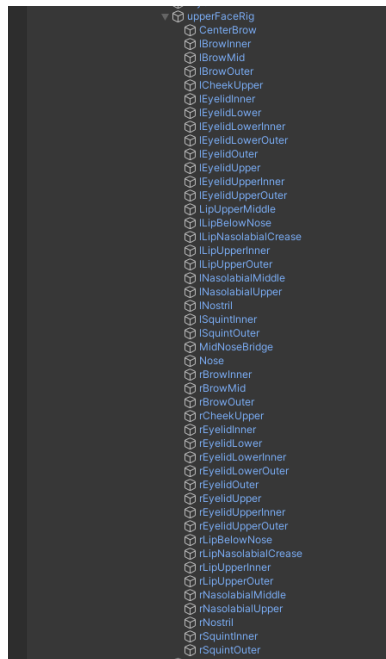 upperFaceRig
CenterBrow
lBrowInner
lBrowMid
lBrowOuter
lCheekUpper
lEyelidInner
lEyelidLower
lEyelidLowerInner
lEyelidLowerOuter
lEyelidOuter
lEyelidUpper
lEyelidUpperInner
lEyelidUpperOuter
LipUpperMiddle
lLipBelowNose
lLipNasolabialCrease
lLipUpperInner
lLipUpperOuter
lNasolabialMiddle
lNasolabialUpper
lNostril
lSquintInner
lSquintOuter
MidNoseBridge
Nose
rBrowInner
rBrowMid
rBrowOuter
rCheekUpper
rEyelidInner
rEyelidLower
rEyelidLowerInner
rEyelidLowerOuter
rEyelidOuter
rEyelidUpper
rEyelidUpperInner
rEyelidUpperOuter
rLipBelowNose
rLipNasolabialCrease
rLipUpperInner
rLipUpperOuter
rNasolabialMiddle
rNasolabialUpper
rNostril
rSquintInner
rSquintOuter